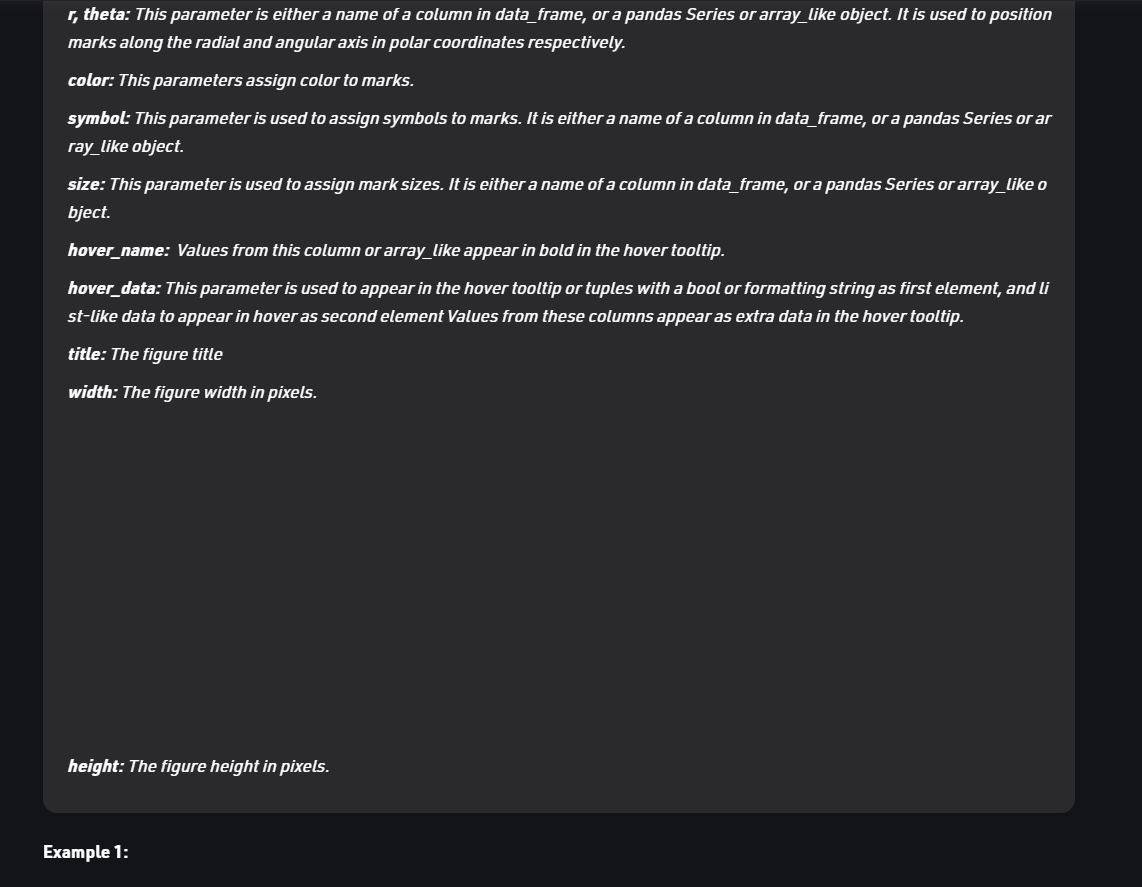 r, theta: This parameter is either a name of a column in data_frame, or a pandas Series or array_like object. It is used to position
marks along the radial and angular axis in polar coordinates respectively.
color: This parameters assign color to marks.
symbol: This parameter is used to assign symbols to marks. It is either a name of a column in data_frame, or a pandas Series or ar
ray_like object.
size: This parameter is used to assign mark sizes. It is either a name of a column in data_frame, or a pandas Series or array_like o
bject.
hover_name:  Values from this column or array_like appear in bold in the hover tooltip.
hover_data: This parameter is used to appear in the hover tooltip or tuples with a bool or formatting string as first element, and li
st-like data to appear in hover as second element Values from these columns appear as extra data in the hover tooltip.
title: The figure title
width: The figure width in pixels.
height: The figure height in pixels.
Example 1: